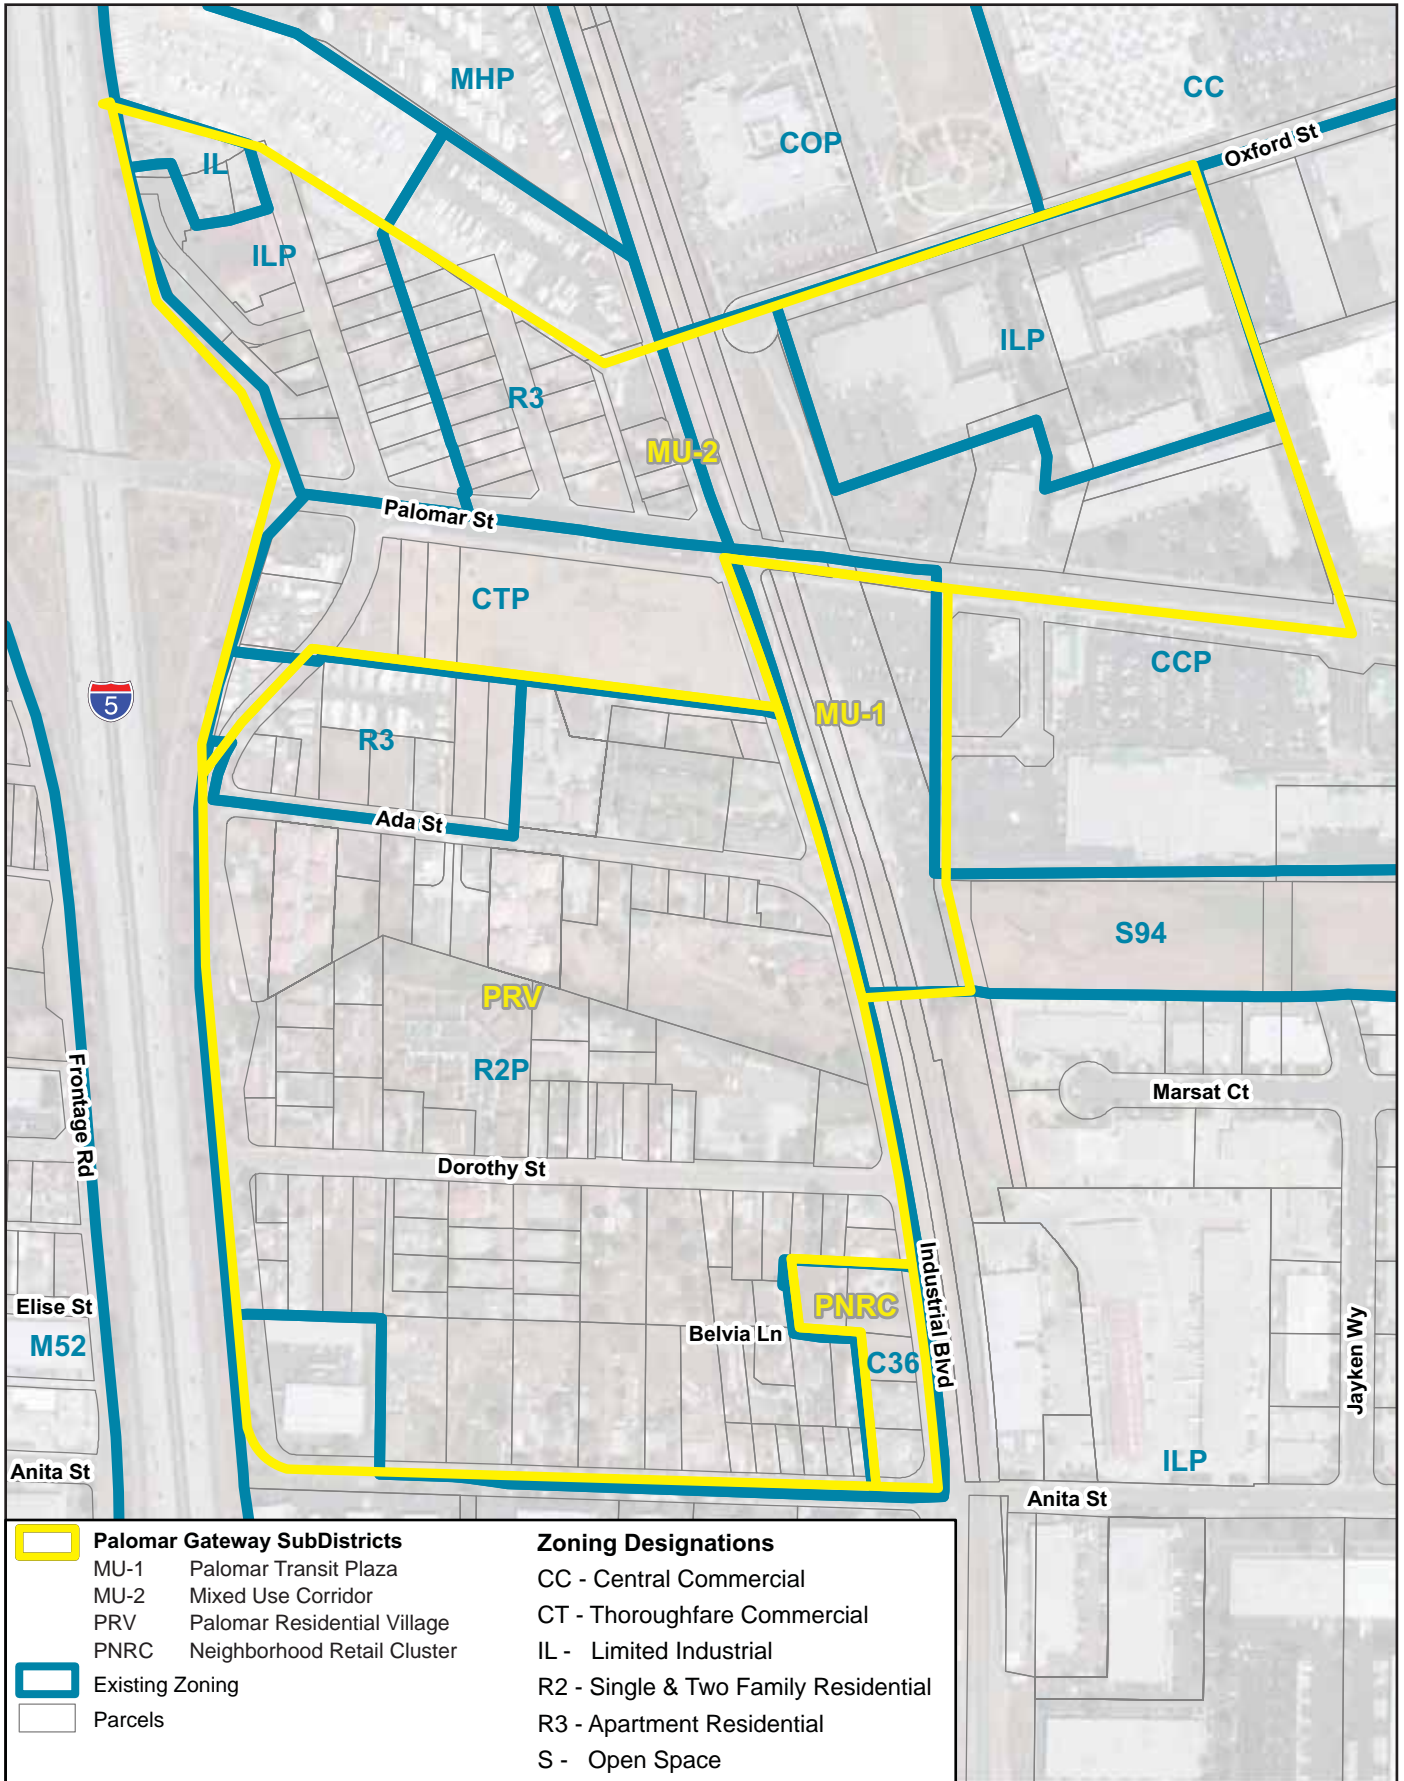 MHP
CC
COP
Oxford St
IL
ILP
ILP
R3
MU-2
Palomar St
CTP
CCP
5
MU-1
R3
Ada St
S94
PRV
R2P
Frontage Rd
Marsat Ct
Dorothy St
Industrial Blvd
Elise St
PNRC
Belvia Ln
M52
C36
Jayken Wy
Anita St
ILP
Anita St
Palomar Gateway SubDistricts
MU-1 Palomar Transit Plaza
MU-2 Mixed Use Corridor
PRV Palomar Residential Village
PNRC Neighborhood Retail Cluster
Existing Zoning
Parcels
Zoning Designations
CC - Central Commercial
CT - Thoroughfare Commercial
IL - Limited Industrial
R2 - Single & Two Family Residential
R3 - Apartment Residential
S - Open Space